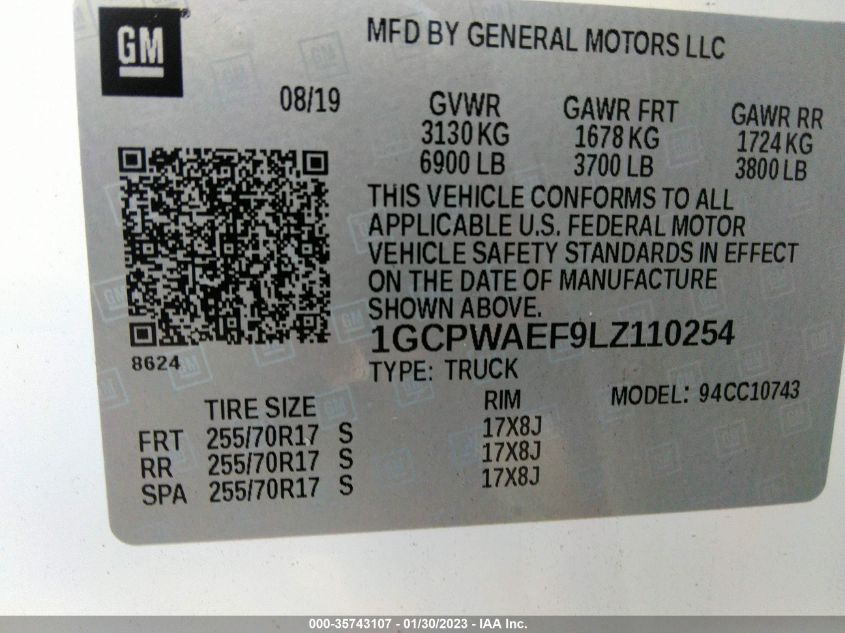 GM
MFD BY GENERAL MOTORS LLC
08/19
GVWR GAWR FRT GAWR RR
3130 KG 1678 KG 1724 KG
6900 LB 3700 LB 3800 LB
THIS VEHICLE CONFORMS TO ALL
APPLICABLE U.S. FEDERAL MOTOR
VEHICLE SAFETY STANDARDS IN EFFECT
ON THE DATE OF MANUFACTURE
SHOWN ABOVE.
1GCPWAEF9LZ110254
8624
TYPE: TRUCK
MODEL: 94CC10743
TIRE SIZE RIM
FRT 255/70R17 S 17X8J
RR 255/70R17 S 17X8J
SPA 255/70R17 S 17X8J
000-35743107 - 01/30/2023 - IAA Inc.